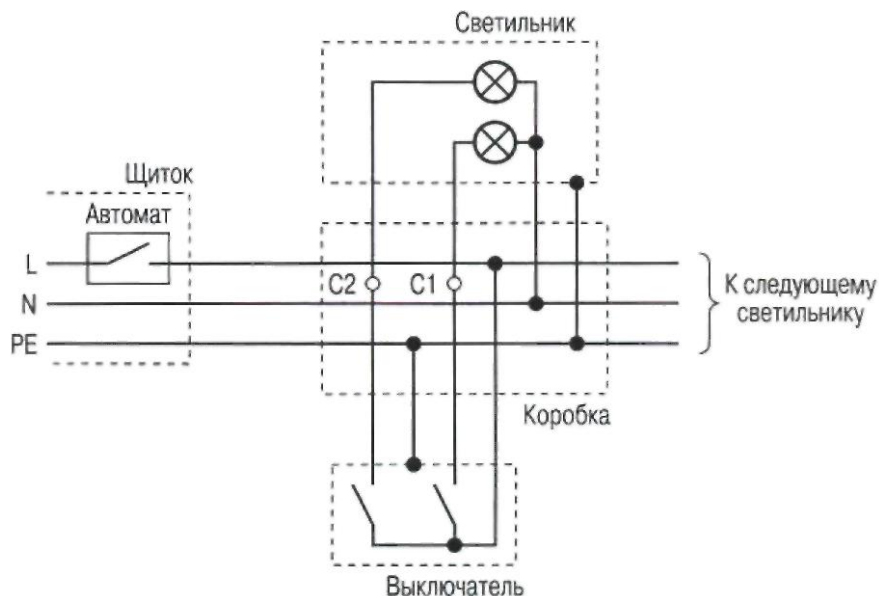 Светильник
Щиток
Автомат
L
C2
C1
N
К следующему
светильнику
PE
Коробка
Выключатель